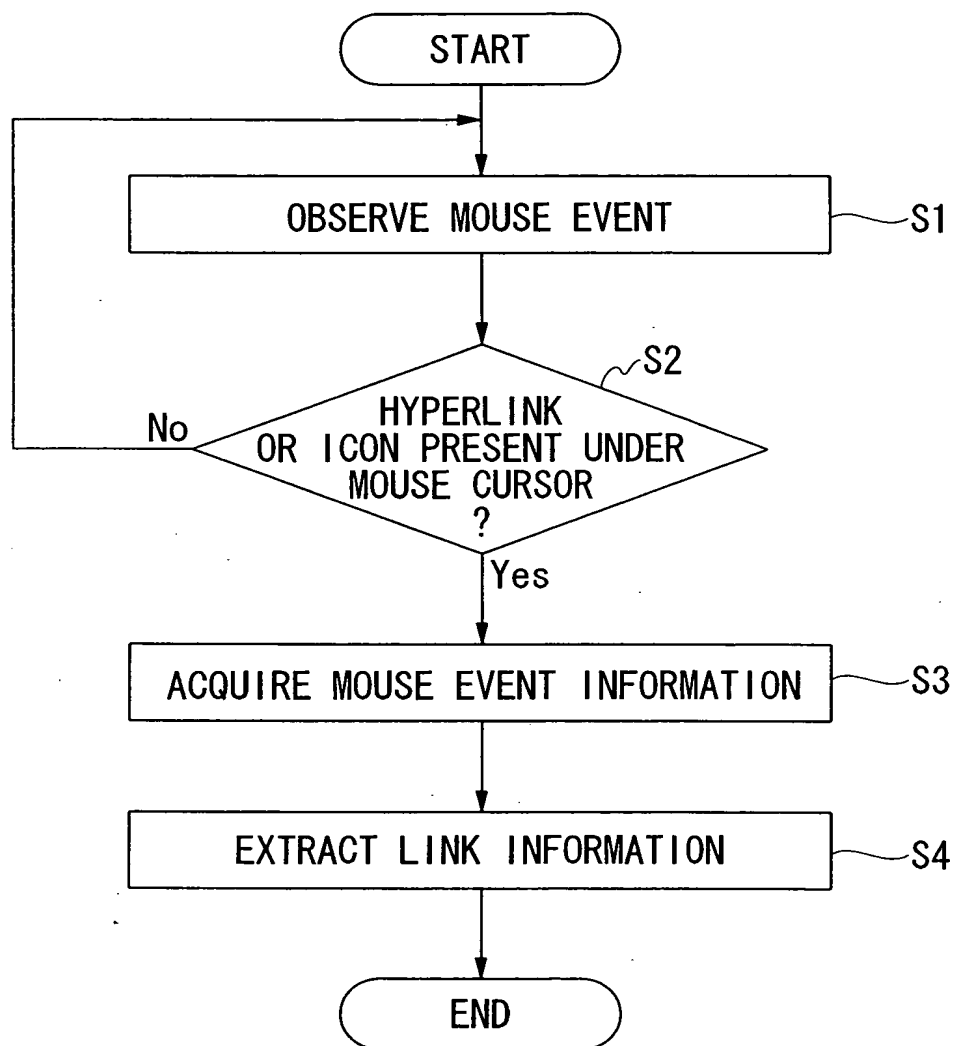 START
OBSERVE MOUSE EVENT
S1
S2
HYPERLINK
OR ICON PRESENT UNDER
MOUSE CURSOR
?
No
Yes
ACQUIRE MOUSE EVENT INFORMATION
S3
EXTRACT LINK INFORMATION
S4
END